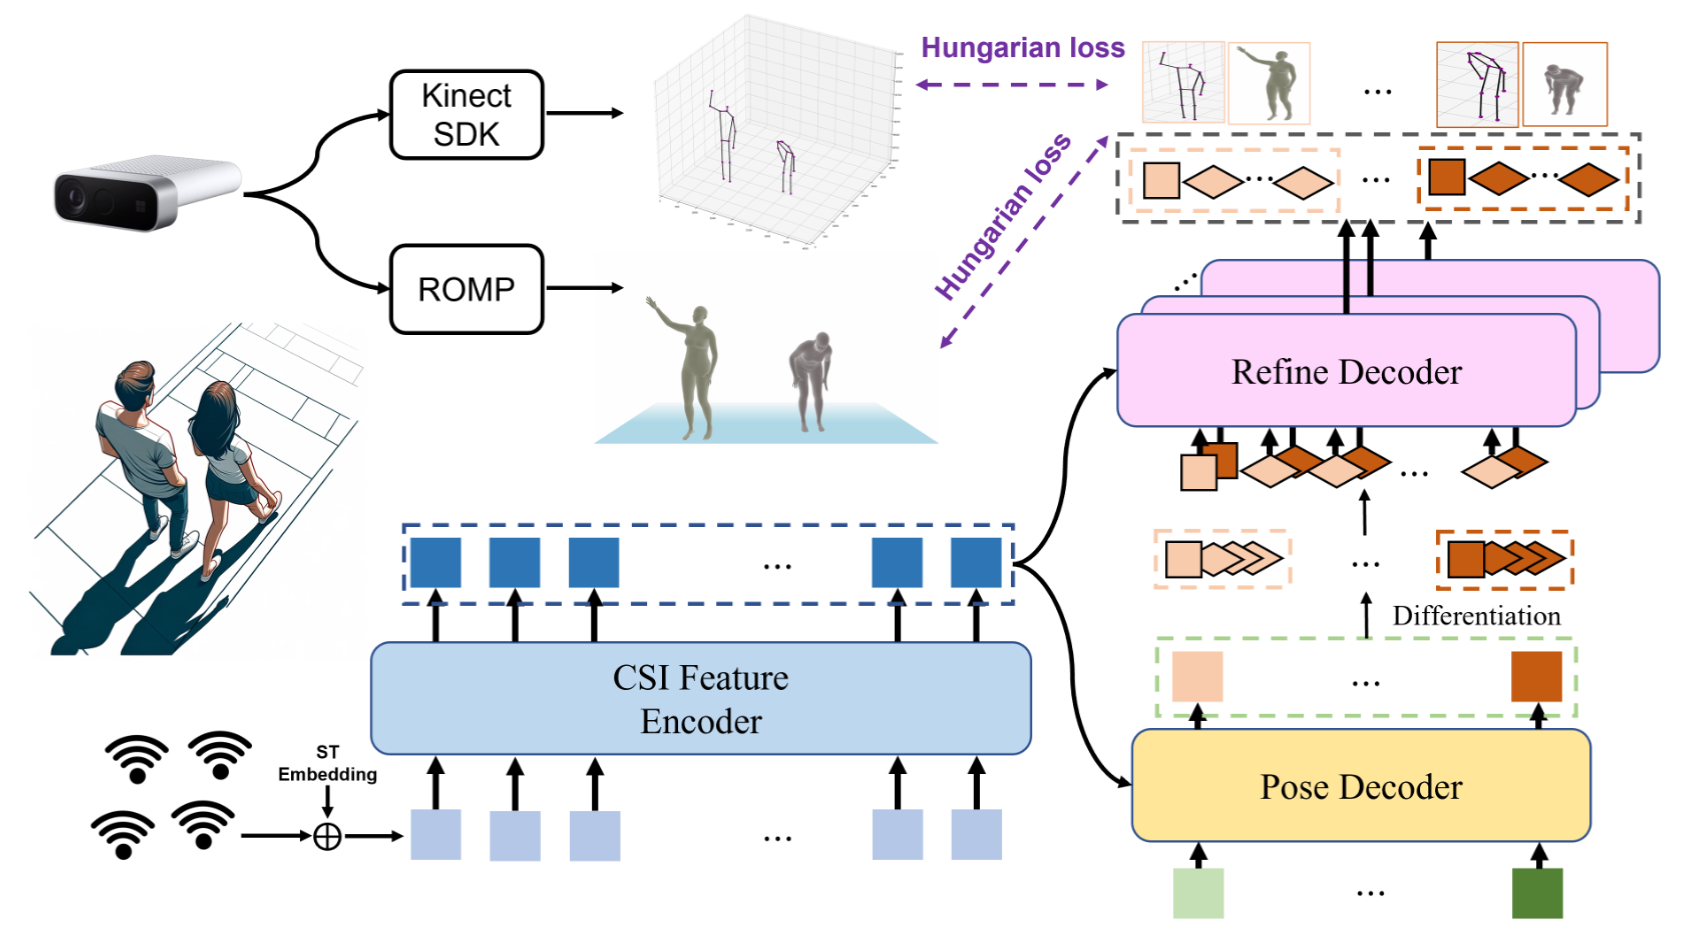 Kinect
SDK
ROMP
Hungarian loss
Hungarian loss
Refine Decoder
Differentiation
CSI Feature
Encoder
Pose Decoder
ST
Embedding